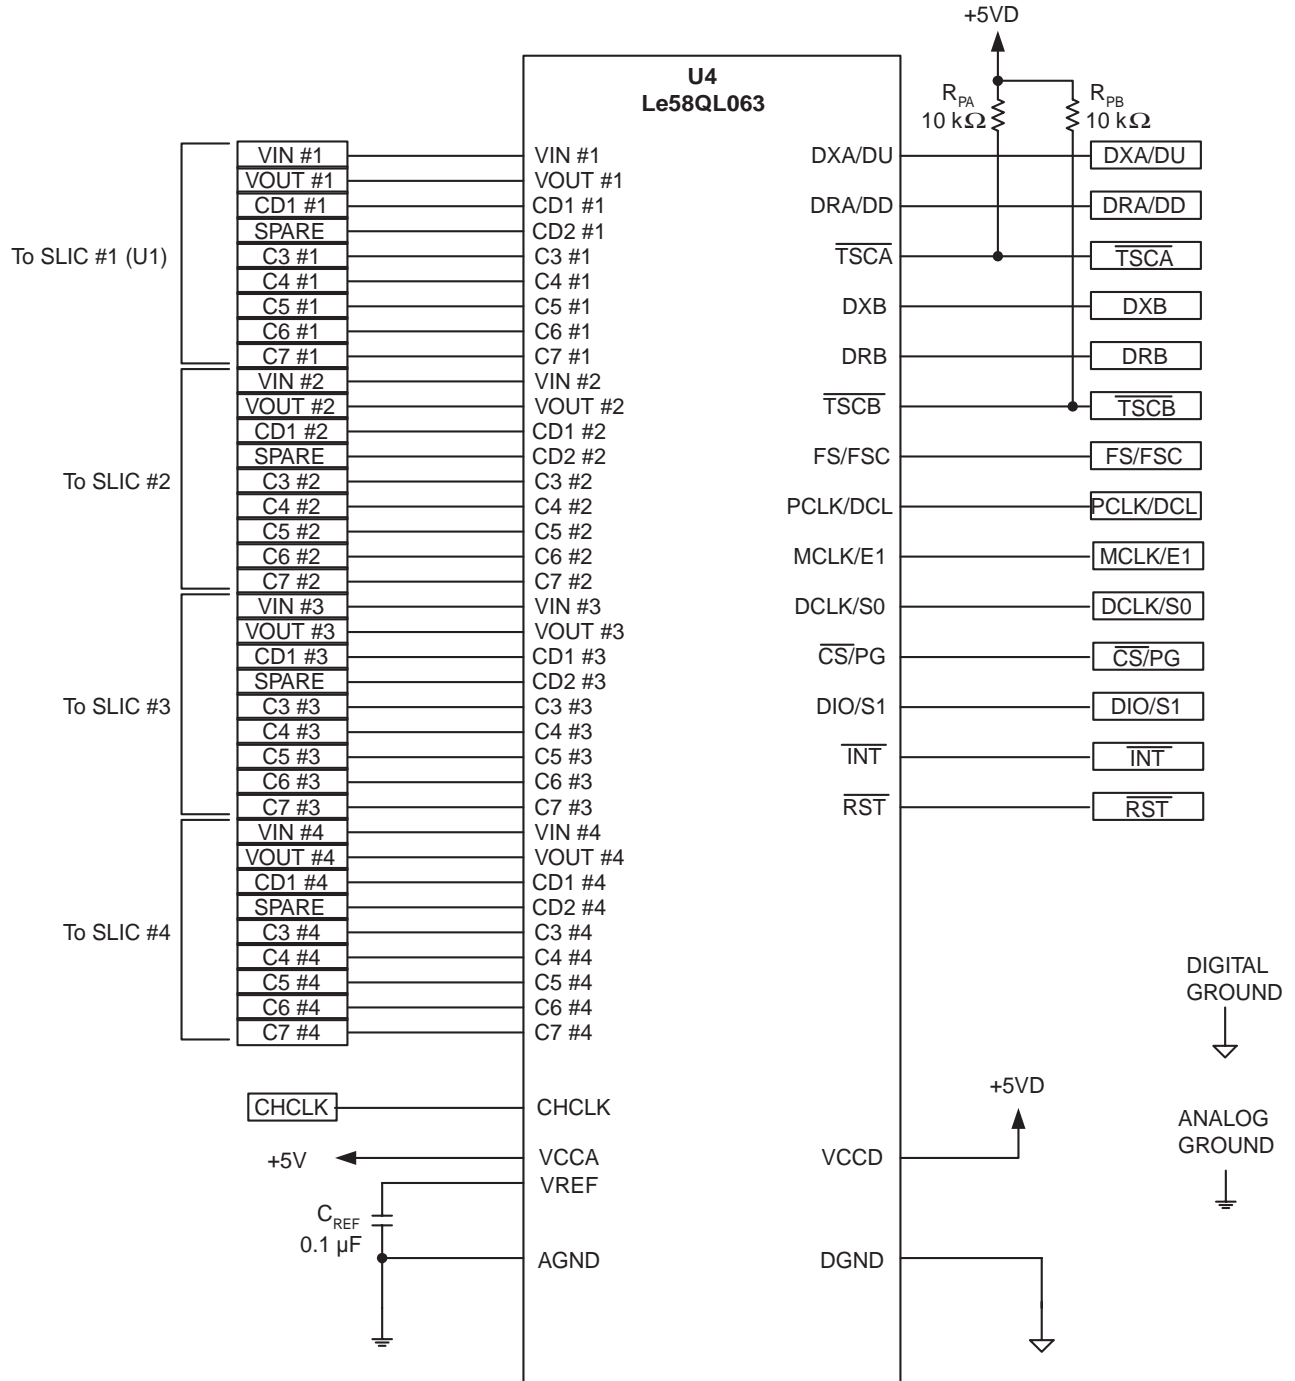 +5VD
U4
Le58QL063
RPA
10 kΩ
RPB
10 kΩ
To SLIC #1 (U1)
VIN #1 VIN #1
VOUT #1 VOUT #1
CD1 #1 CD1 #1
SPARE CD2 #1
C3 #1 C3 #1
C4 #1 C4 #1
C5 #1 C5 #1
C6 #1 C6 #1
C7 #1 C7 #1
To SLIC #2
VIN #2 VIN #2
VOUT #2 VOUT #2
CD1 #2 CD1 #2
SPARE CD2 #2
C3 #2 C3 #2
C4 #2 C4 #2
C5 #2 C5 #2
C6 #2 C6 #2
C7 #2 C7 #2
To SLIC #3
VIN #3 VIN #3
VOUT #3 VOUT #3
CD1 #3 CD1 #3
SPARE CD2 #3
C3 #3 C3 #3
C4 #3 C4 #3
C5 #3 C5 #3
C6 #3 C6 #3
C7 #3 C7 #3
To SLIC #4
VIN #4 VIN #4
VOUT #4 VOUT #4
CD1 #4 CD1 #4
SPARE CD2 #4
C3 #4 C3 #4
C4 #4 C4 #4
C5 #4 C5 #4
C6 #4 C6 #4
C7 #4 C7 #4
CHCLK CHCLK
+5V VCCA
VREF
CREF
0.1 µF
AGND
DXA/DU DXA/DU
DRA/DD DRA/DD
TSCA TSCA
DXB DXB
DRB DRB
TSCB TSCB
FS/FSC FS/FSC
PCLK/DCL PCLK/DCL
MCLK/E1 MCLK/E1
DCLK/S0 DCLK/S0
CS/PG CS/PG
DIO/S1 DIO/S1
INT INT
RST RST
DIGITAL
GROUND
+5VD
VCCD
ANALOG
GROUND
DGND